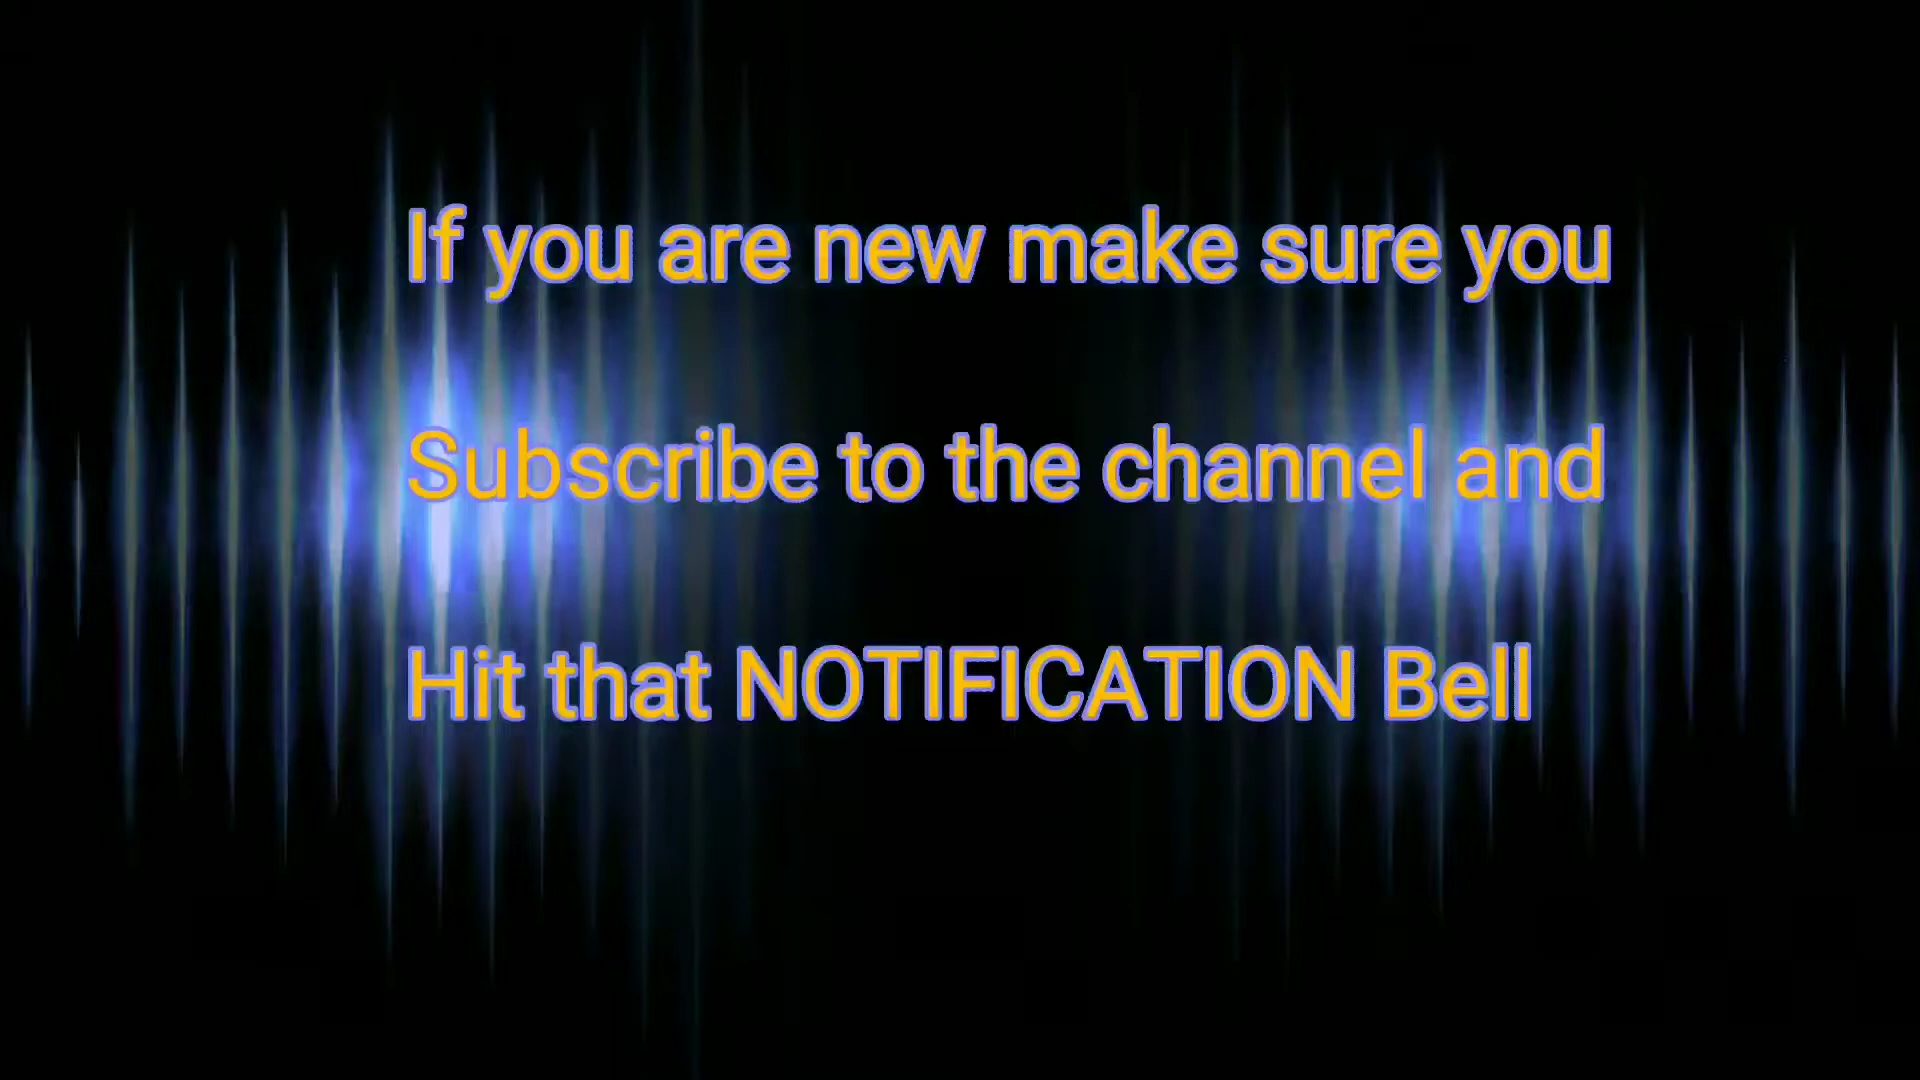 If you are new make sure you
Subscribe to the channel and
Hit that NOTIFICATION Bell